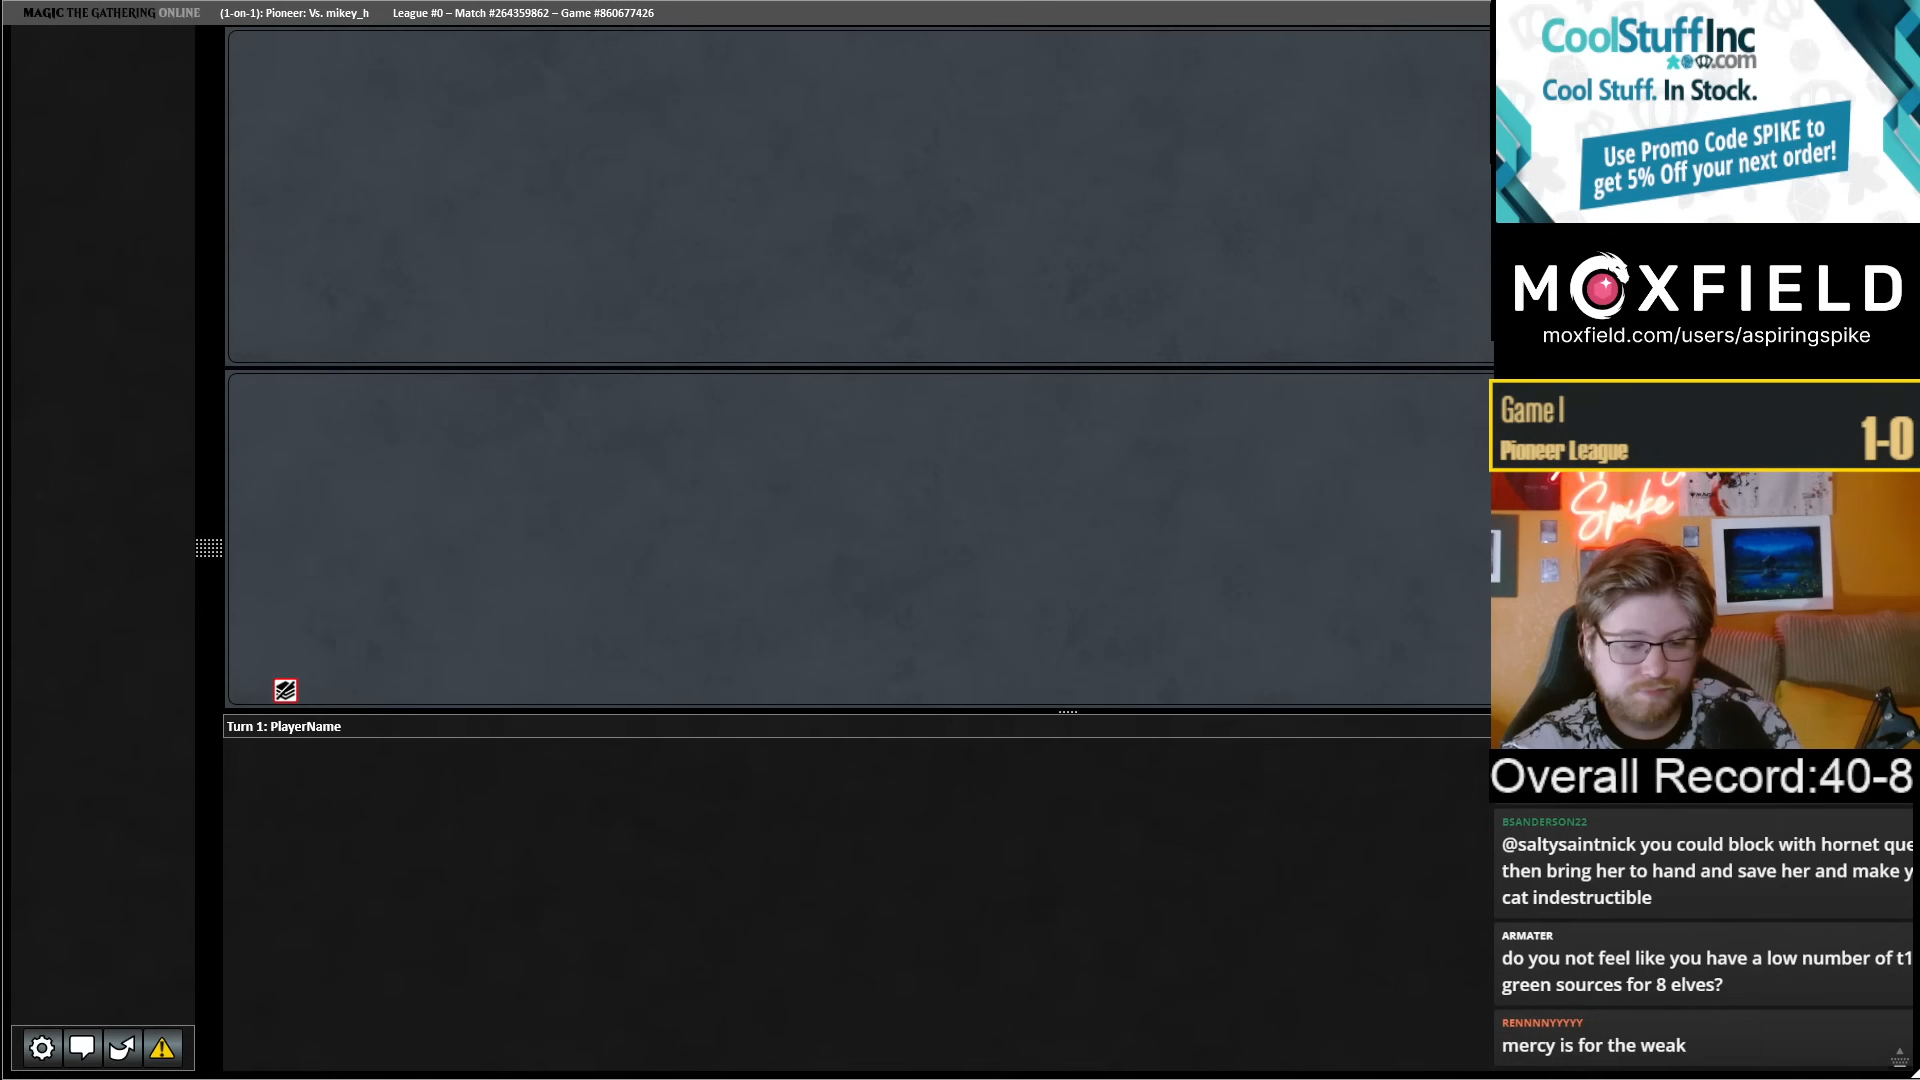 MAGIC THE GATHERING ONLINE
(1-on-1): Pioneer: Vs. mikey_h
League #0 – Match #264359862 – Game #860677426
CoolStuffInc
.com
Cool Stuff. In Stock.
Use Promo Code SPIKE to
get 5% Off your next order!
MOXFIELD
moxfield.com/users/aspiringspike
Game 1
1-0
Pioneer League
Spike
Turn 1: PlayerName
Overall Record:40-8
BSANDERSON22
@saltysaintnick you could block with hornet que
then bring her to hand and save her and make y
cat indestructible
ARMATER
do you not feel like you have a low number of t1
green sources for 8 elves?
RENNNNYYYYY
mercy is for the weak